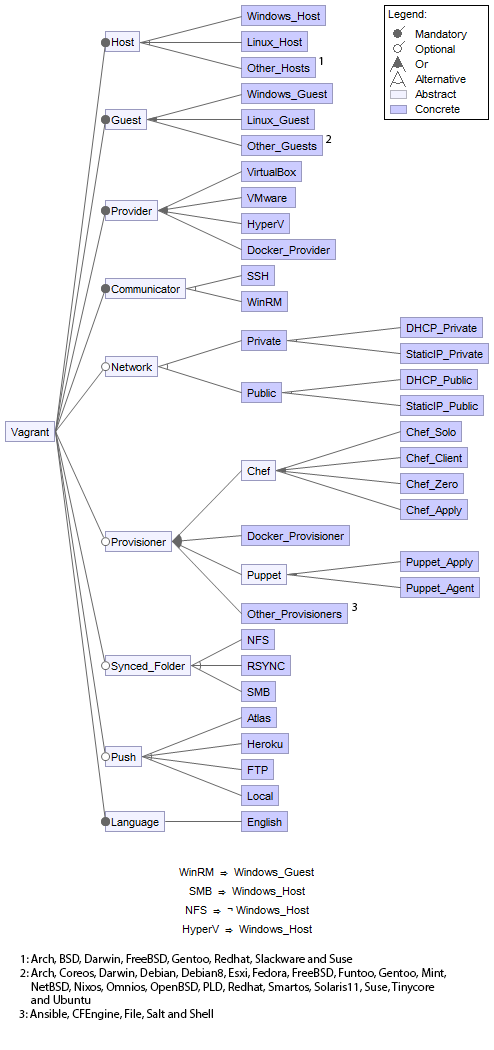 Legend:
Mandatory
Optional
Or
Alternative
Abstract
Concrete
Vagrant
Host
Windows_Host
Linux_Host
Other_Hosts 1
Guest
Windows_Guest
Linux_Guest
Other_Guests 2
Provider
VirtualBox
VMware
HyperV
Docker_Provider
Communicator
SSH
WinRM
Network
Private
DHCP_Private
StaticIP_Private
Public
DHCP_Public
StaticIP_Public
Provisioner
Chef
Chef_Solo
Chef_Client
Chef_Zero
Chef_Apply
Docker_Provisioner
Puppet
Puppet_Apply
Puppet_Agent
Other_Provisioners 3
Synced_Folder
NFS
RSYNC
SMB
Push
Atlas
Heroku
FTP
Local
Language
English
WinRM ⇒ Windows_Guest
SMB ⇒ Windows_Host
NFS ⇒ ¬ Windows_Host
HyperV ⇒ Windows_Host
1: Arch, BSD, Darwin, FreeBSD, Gentoo, Redhat, Slackware and Suse
2: Arch, Coreos, Darwin, Debian, Debian8, Esxi, Fedora, FreeBSD, Funtoo, Gentoo, Mint,
NetBSD, Nixos, Omnios, OpenBSD, PLD, Redhat, Smartos, Solaris11, Suse, Tinycore
and Ubuntu
3: Ansible, CFEngine, File, Salt and Shell